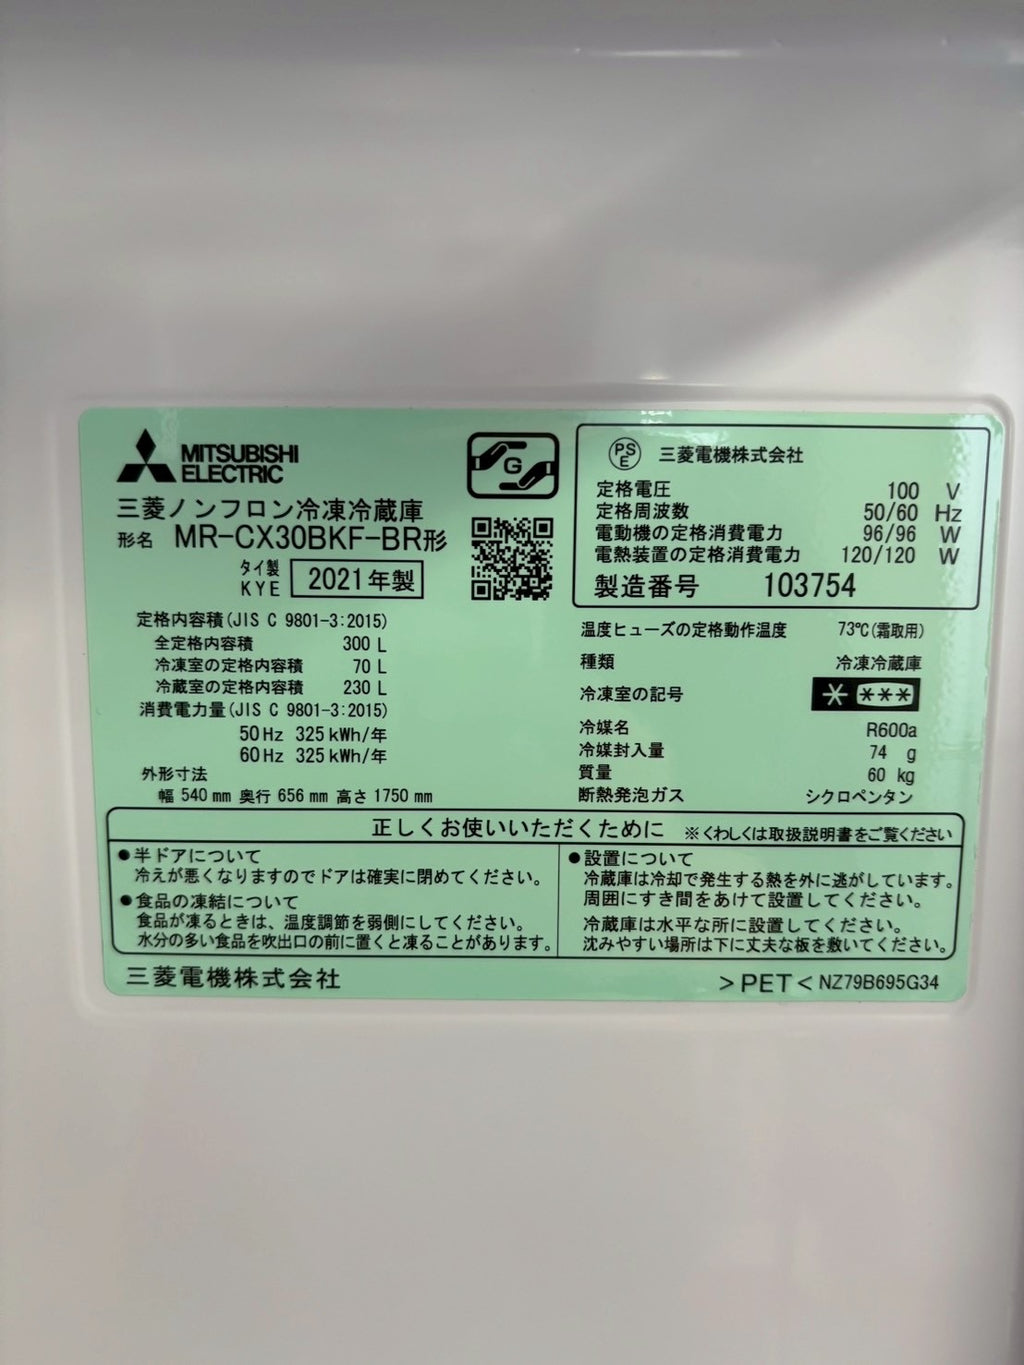 MITSUBISHI
ELECTRIC
三菱ノンフロン冷凍冷蔵庫
形名 MR-CX30BKF-BR形
タイ製
KYE 2021年製
定格内容積(JIS C 9801-3:2015)
全定格内容積 300 L
冷凍室の定格内容積 70 L
冷蔵室の定格内容積 230 L
消費電力量(JIS C 9801-3:2015)
50Hz 325kWh/年
60Hz 325kWh/年
外形寸法
幅 540mm 奥行 656mm 高さ 1750mm
G
PSE 三菱電機株式会社
定格電圧 100 V
定格周波数 50/60 Hz
電動機の定格消費電力 96/96 W
電熱装置の定格消費電力 120/120 W
製造番号 103754
温度ヒューズの定格動作温度 73℃(霜取用)
種類 冷凍冷蔵庫
冷凍室の記号 * ***
冷媒名 R600a
冷媒封入量 74 g
質量 60 kg
断熱発泡ガス シクロペンタン
正しくお使いいただくために ※くわしくは取扱説明書をご覧ください
●半ドアについて
冷えが悪くなりますのでドアは確実に閉めてください。
●食品の凍結について
食品が凍るときは、温度調節を弱側にしてください。
水分の多い食品を吹出口の前に置くと凍ることがあります。
●設置について
冷蔵庫は冷却で発生する熱を外に逃がしています。
周囲にすき間をあけて設置してください。
冷蔵庫は水平な所に設置してください。
沈みやすい場所は下に丈夫な板を敷いてください。
三菱電機株式会社
>PET< NZ79B695G34